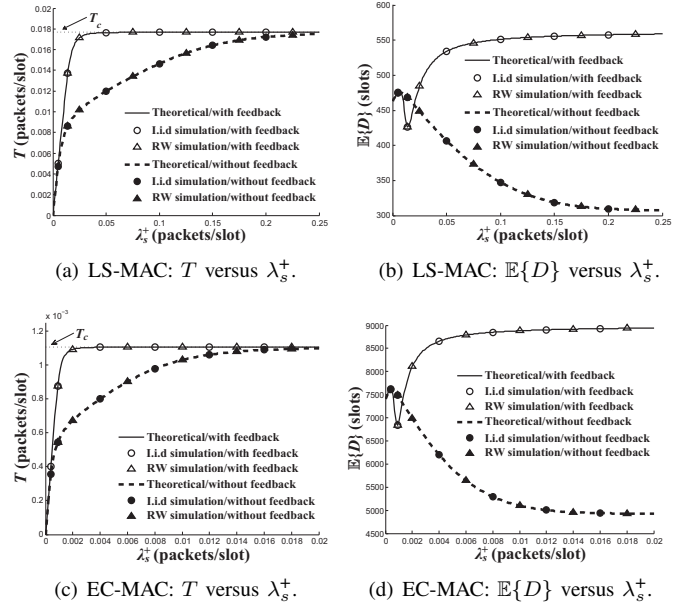 T_c
0.02
0.018
0.016
0.014
0.012
0.01
0.008
0.006
0.004
0.002
0
T (packets/slot)
Theoretical/with feedback
I.i.d simulation/with feedback
RW simulation/with feedback
Theoretical/without feedback
I.i.d simulation/without feedback
RW simulation/without feedback
0 0.05 0.1 0.15 0.2 0.25
λ_s^+ (packets/slot)
(a) LS-MAC: T versus λ_s^+.
600
550
500
450
400
350
300
𝔼{D} (slots)
Theoretical/with feedback
I.i.d simulation/with feedback
RW simulation/with feedback
Theoretical/without feedback
I.i.d simulation/without feedback
RW simulation/without feedback
0 0.05 0.1 0.15 0.2 0.25
λ_s^+ (packets/slot)
(b) LS-MAC: 𝔼{D} versus λ_s^+.
× 10^-3
T_c
1.2
1
0.8
0.6
0.4
0.2
0
T (packets/slot)
Theoretical/with feedback
I.i.d simulation/with feedback
RW simulation/with feedback
Theoretical/without feedback
I.i.d simulation/without feedback
RW simulation/without feedback
0 0.002 0.004 0.006 0.008 0.01 0.012 0.014 0.016 0.018 0.02
λ_s^+ (packets/slot)
(c) EC-MAC: T versus λ_s^+.
9000
8500
8000
7500
7000
6500
6000
5500
5000
4500
𝔼{D} (slots)
Theoretical/with feedback
I.i.d simulation/with feedback
RW simulation/with feedback
Theoretical/without feedback
I.i.d simulation/without feedback
RW simulation/without feedback
0 0.002 0.004 0.006 0.008 0.01 0.012 0.014 0.016 0.018 0.02
λ_s^+ (packets/slot)
(d) EC-MAC: 𝔼{D} versus λ_s^+.